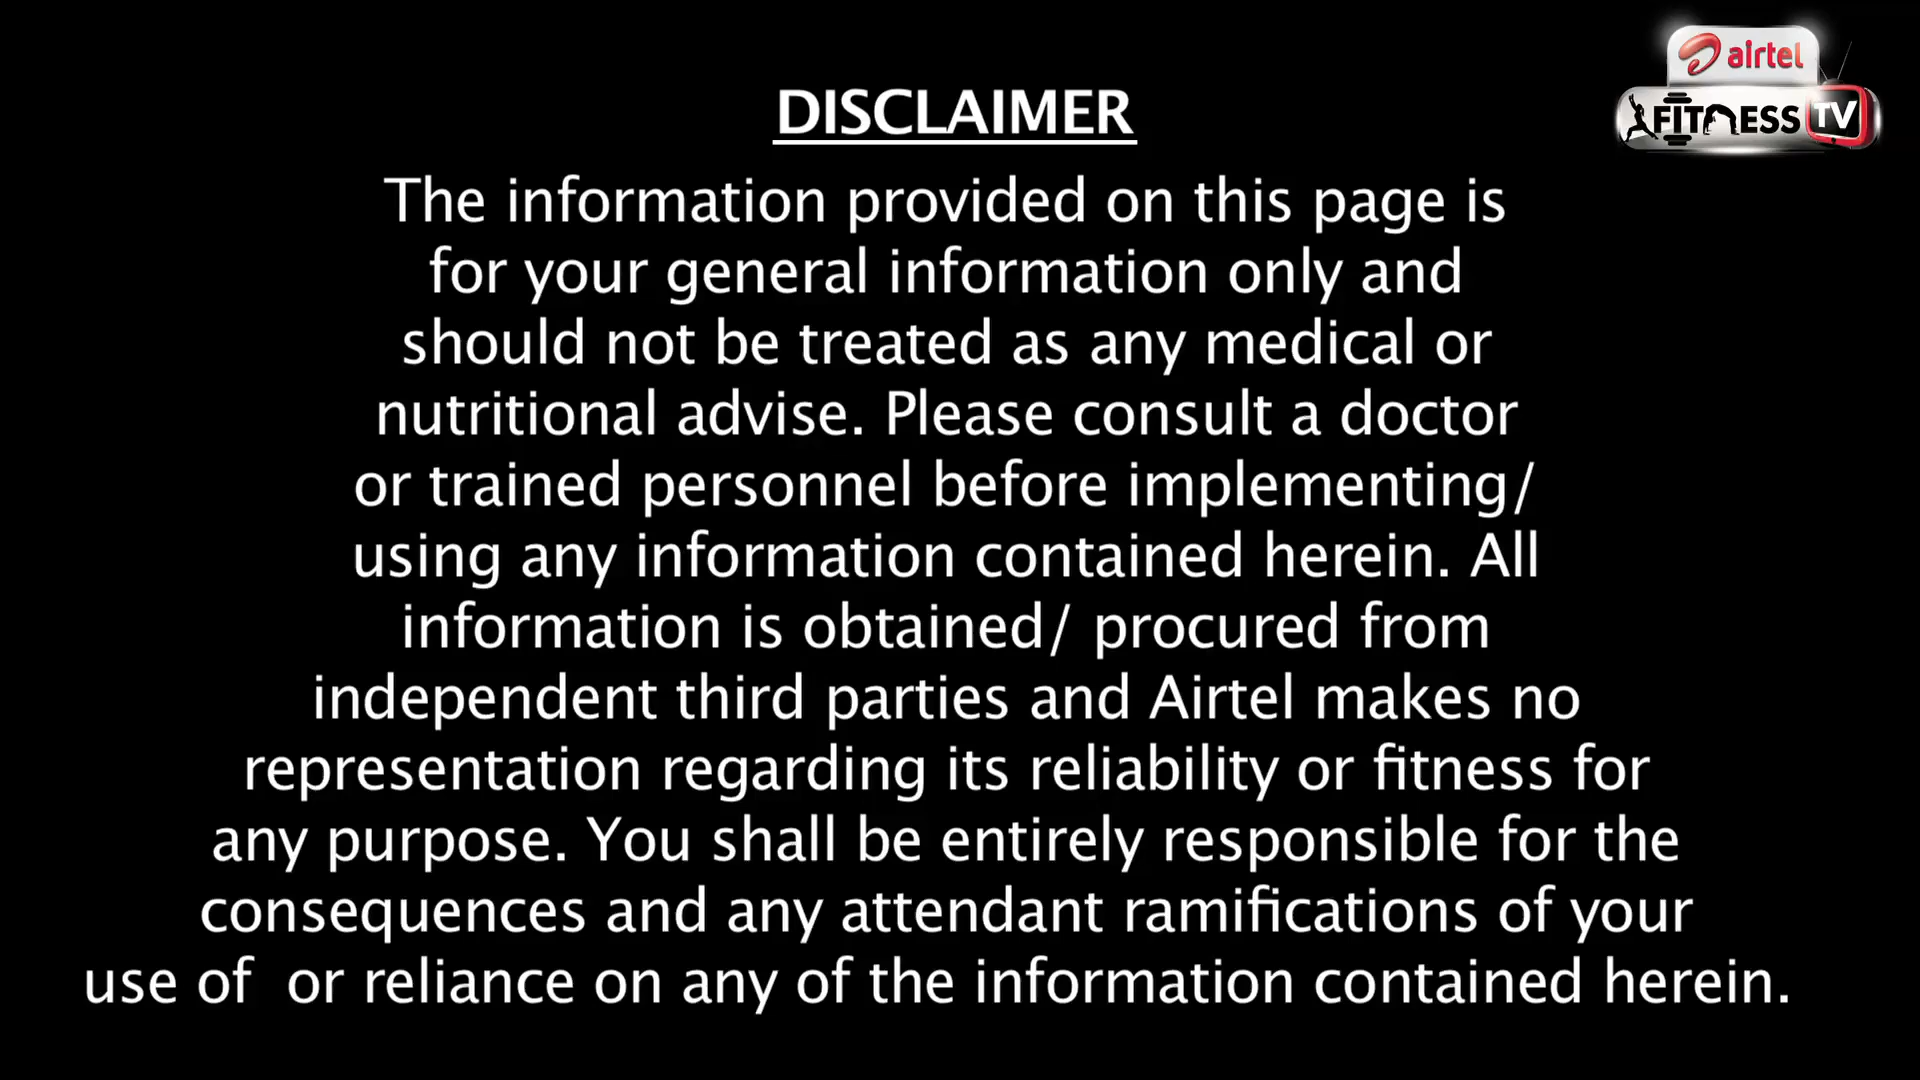 airtel
FITNESS TV
DISCLAIMER
The information provided on this page is
for your general information only and
should not be treated as any medical or
nutritional advise. Please consult a doctor
or trained personnel before implementing/
using any information contained herein. All
information is obtained/ procured from
independent third parties and Airtel makes no
representation regarding its reliability or fitness for
any purpose. You shall be entirely responsible for the
consequences and any attendant ramifications of your
use of  or reliance on any of the information contained herein.